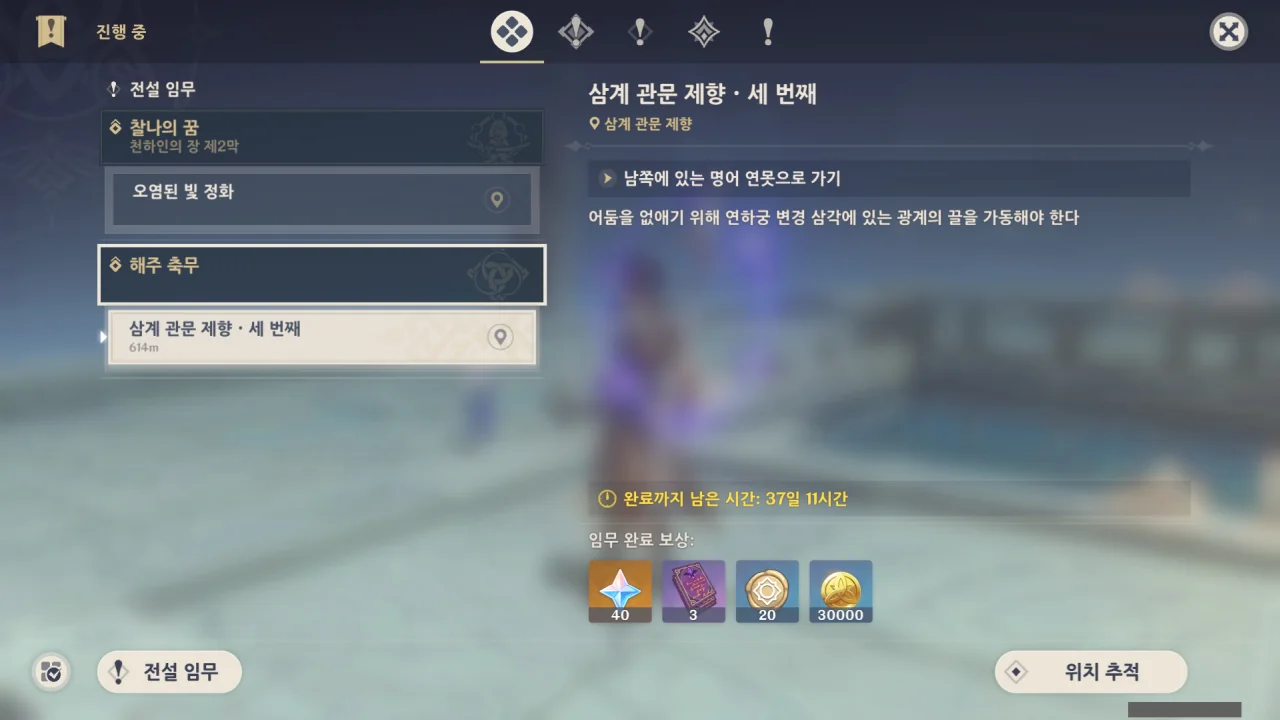 진행 중
전설 임무
찰나의 꿈
천하인의 장 제2막
오염된 빛 정화
해주 축무
삼계 관문 제향 · 세 번째
614m
삼계 관문 제향 · 세 번째
삼계 관문 제향
남쪽에 있는 명어 연못으로 가기
어둠을 없애기 위해 연하궁 변경 삼각에 있는 광계의 끌을 가동해야 한다
완료까지 남은 시간: 37일 11시간
임무 완료 보상:
40
3
20
30000
전설 임무
위치 추적